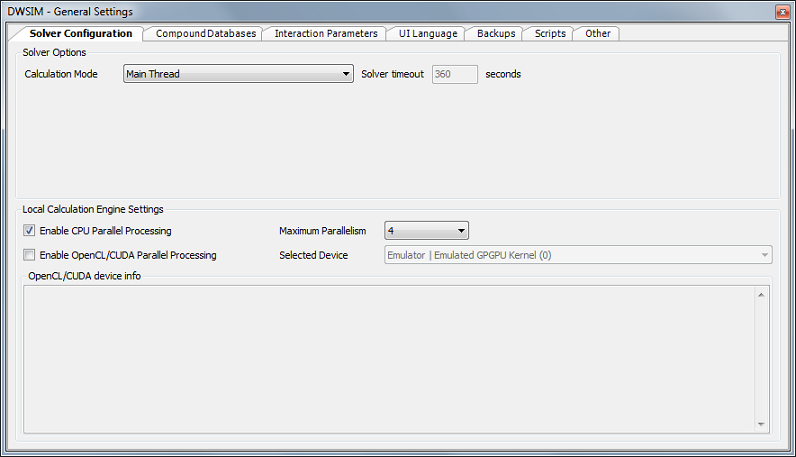 DWSIM - General Settings
Solver Configuration Compound Databases Interaction Parameters UI Language Backups Scripts Other
Solver Options
Calculation Mode Main Thread Solver timeout 360 seconds
Local Calculation Engine Settings
Enable CPU Parallel Processing Maximum Parallelism 4
Enable OpenCL/CUDA Parallel Processing Selected Device Emulator | Emulated GPGPU Kernel (0)
OpenCL/CUDA device info